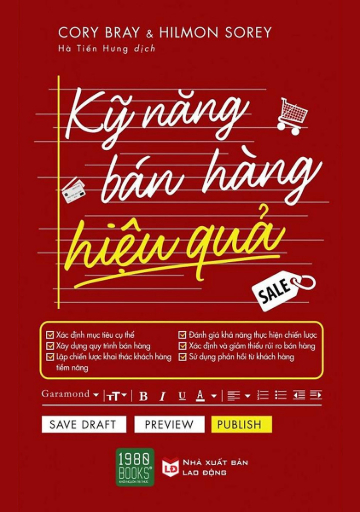 CORY BRAY & HILMON SOREY
Hà Tiến Hung dịch
Kỹ năng
bán hàng
hiệu quả
SALE
Xác định mục tiêu cụ thể
Xây dựng quy trình bán hàng
Lập chiến lược khai thác khách hàng
tiềm năng
Đánh giá khả năng thực hiện chiến lược
Xác định và giảm thiểu rủi ro bán hàng
Sử dụng phản hồi từ khách hàng
Garamond TT B I U A
SAVE DRAFT PREVIEW PUBLISH
1980
BOOKS
LD
NHÀ XUẤT BẢN
LAO ĐỘNG